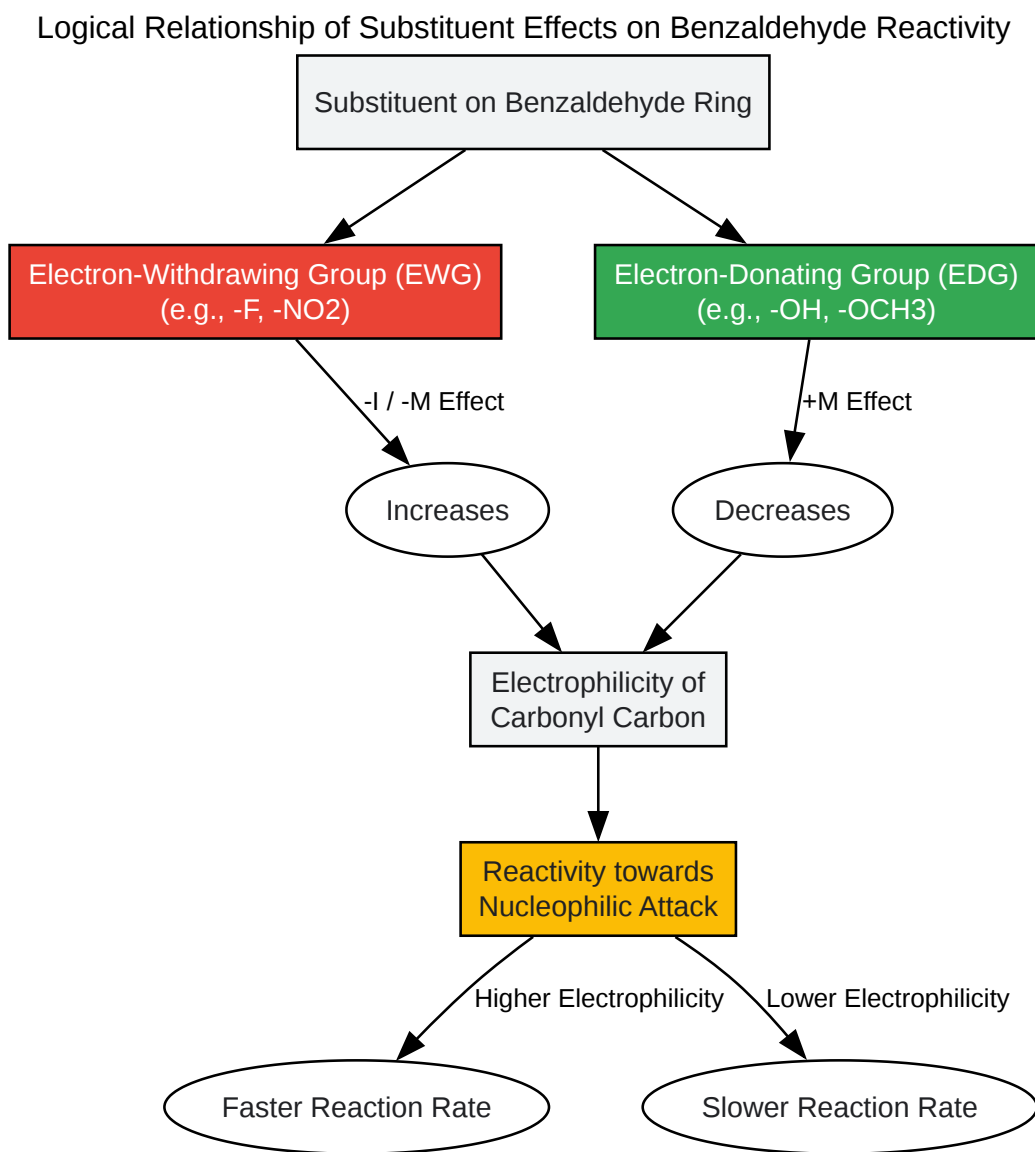 Logical Relationship of Substituent Effects on Benzaldehyde Reactivity
Substituent on Benzaldehyde Ring
Electron-Withdrawing Group (EWG)
(e.g., -F, -NO2)
Electron-Donating Group (EDG)
(e.g., -OH, -OCH3)
-I / -M Effect
+M Effect
Increases
Decreases
Electrophilicity of
Carbonyl Carbon
Reactivity towards
Nucleophilic Attack
Higher Electrophilicity
Lower Electrophilicity
Faster Reaction Rate
Slower Reaction Rate